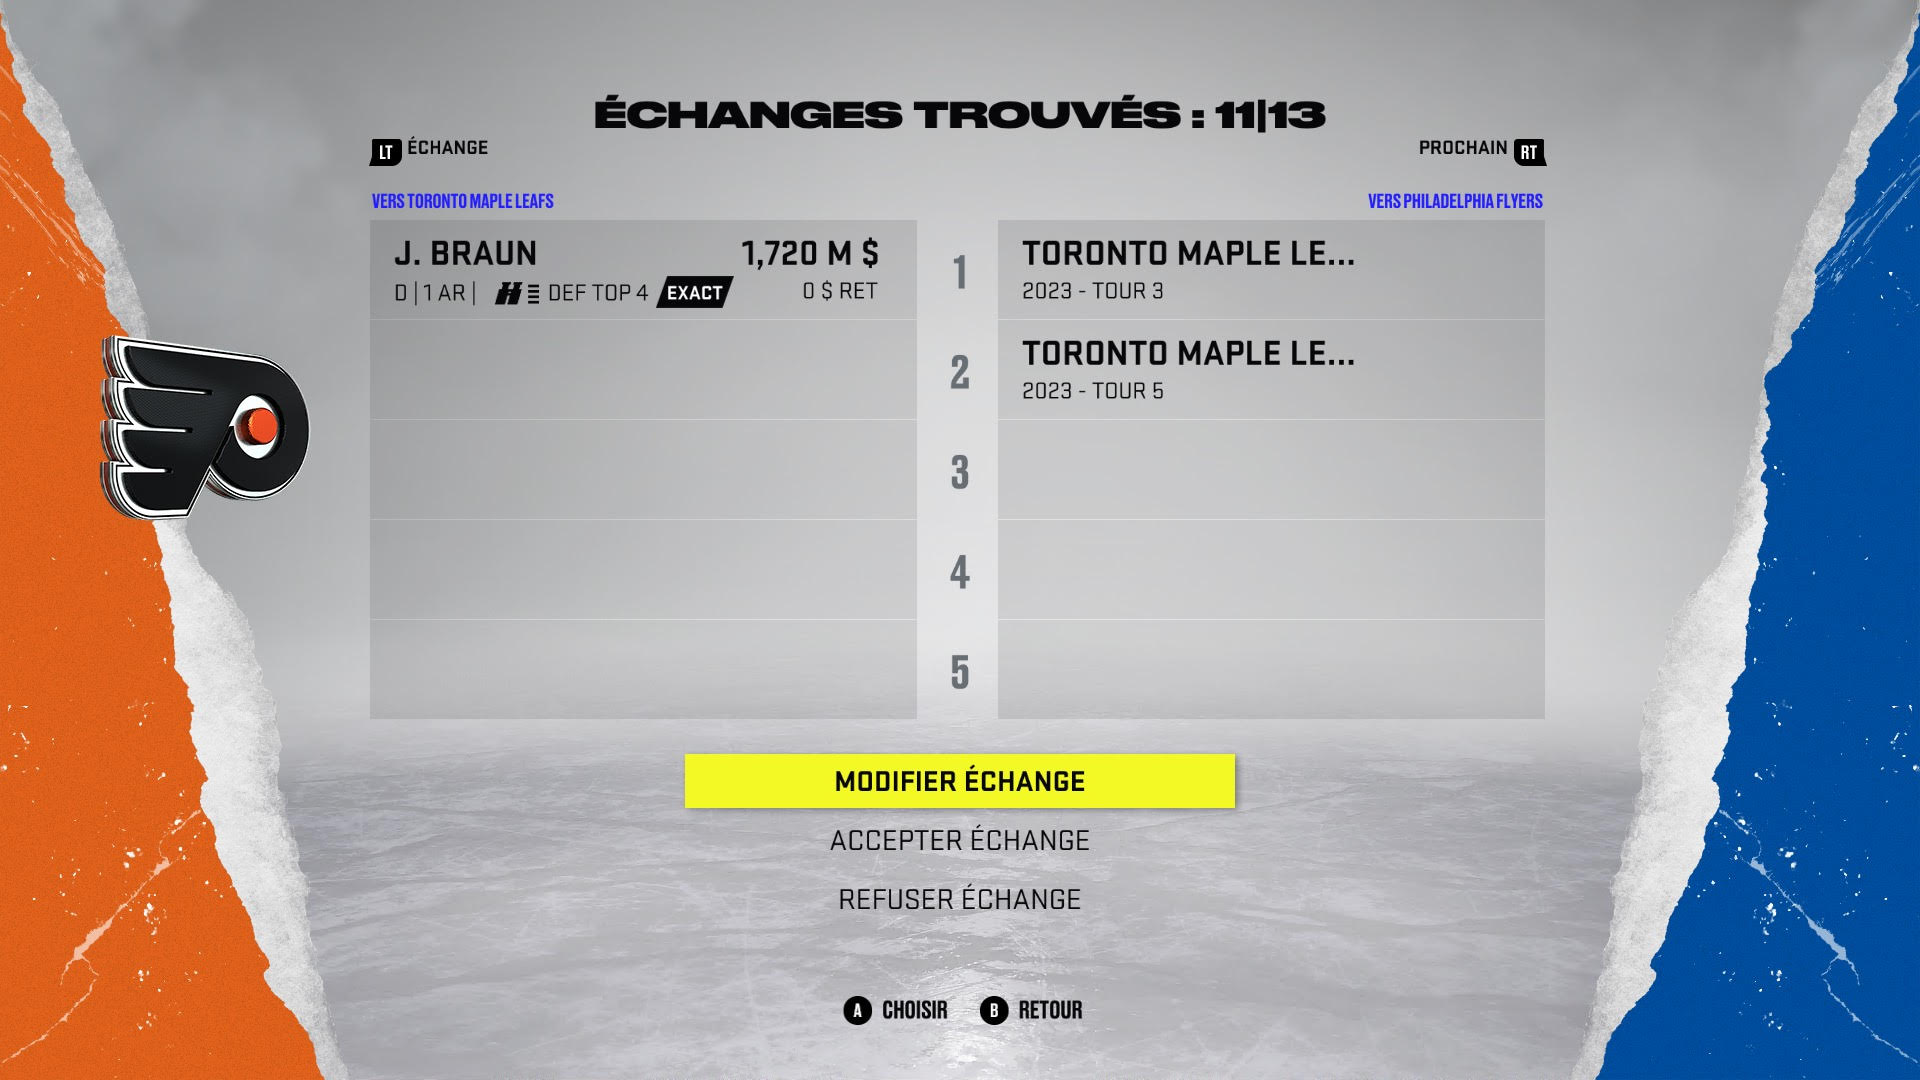 ÉCHANGES TROUVÉS : 11|13
LT ÉCHANGE
PROCHAIN RT
VERS TORONTO MAPLE LEAFS
VERS PHILADELPHIA FLYERS
J. BRAUN 1,720 M $
D | 1 AR | DEF TOP 4 EXACT 0 $ RET
1
TORONTO MAPLE LE...
2023 - TOUR 3
2
TORONTO MAPLE LE...
2023 - TOUR 5
3
4
5
MODIFIER ÉCHANGE
ACCEPTER ÉCHANGE
REFUSER ÉCHANGE
A CHOISIR B RETOUR